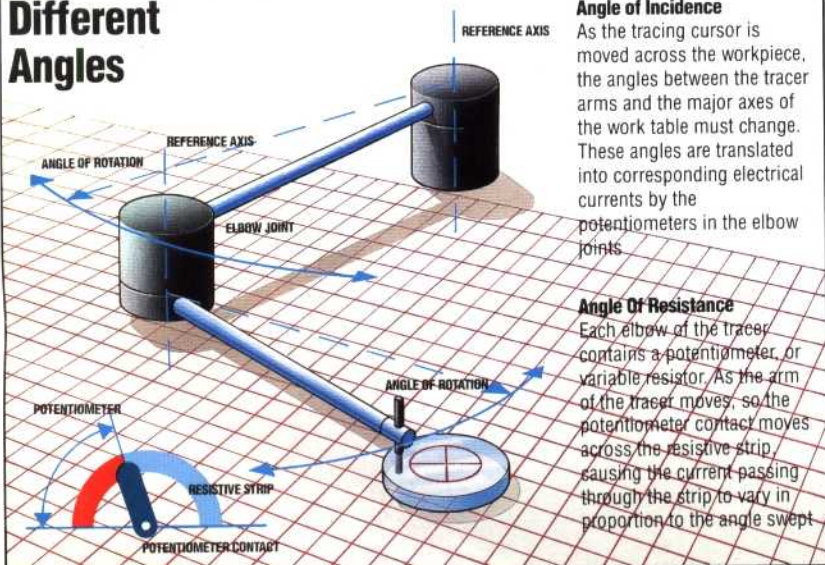 Different
Angles
REFERENCE AXIS
REFERENCE AXIS
ANGLE OF ROTATION
ELBOW JOINT
ANGLE OF ROTATION
POTENTIOMETER
RESISTIVE STRIP
POTENTIOMETER CONTACT
Angle of Incidence
As the tracing cursor is
moved across the workpiece,
the angles between the tracer
arms and the major axes of
the work table must change.
These angles are translated
into corresponding electrical
currents by the
potentiometers in the elbow
joints
Angle Of Resistance
Each elbow of the tracer
contains a potentiometer, or
variable resistor. As the arm
of the tracer moves, so the
potentiometer contact moves
across the resistive strip,
causing the current passing
through the strip to vary in
proportion to the angle swept